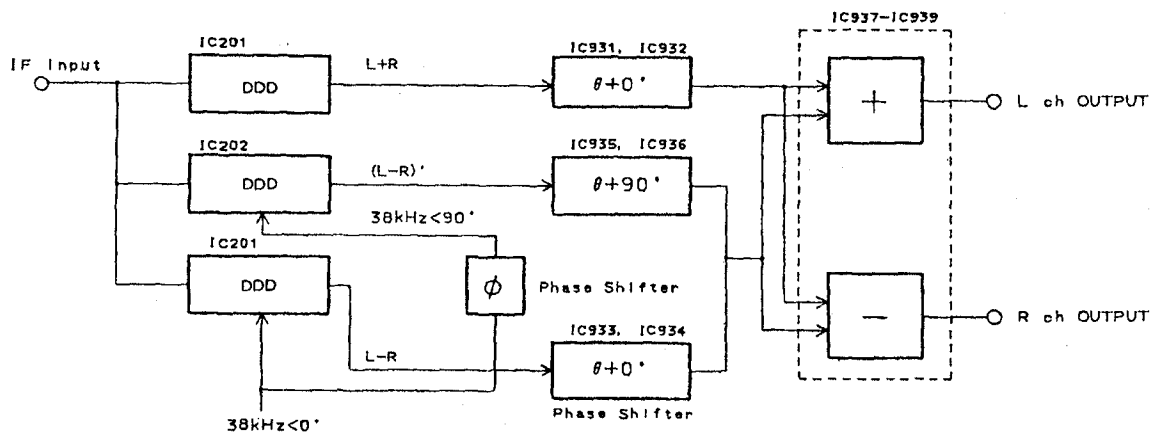 IC937-IC939
IC201
IC931, IC932
IF Input
DDD
L+R
θ+0°
+
L ch OUTPUT
IC202
IC935, IC936
DDD
(L-R)'
θ+90°
38kHz<90°
IC201
DDD
ϕ
Phase Shifter
IC933, IC934
−
R ch OUTPUT
L-R
θ+0°
Phase Shifter
38kHz<0°